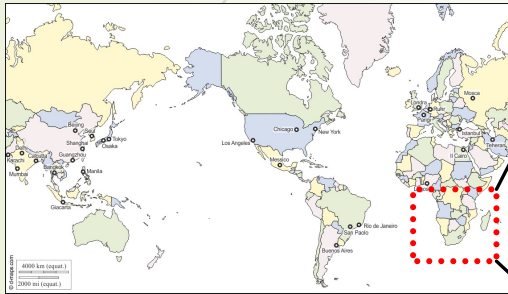 Mosca
Londra
Ruhr
Parigi
Istanbul
Teheran
Il Cairo
Beijing
Seul
Tokyo
Osaka
Shanghai
Guangzhou
Delhi
Karachi
Calcutta
Mumbai
Bangkok
Manila
Giacarta
Chicago
New York
Los Angeles
Mexico
Rio de Janeiro
San Paolo
Buenos Aires
4000 km (equat.)
2000 mi (equat.)
© d-maps.com